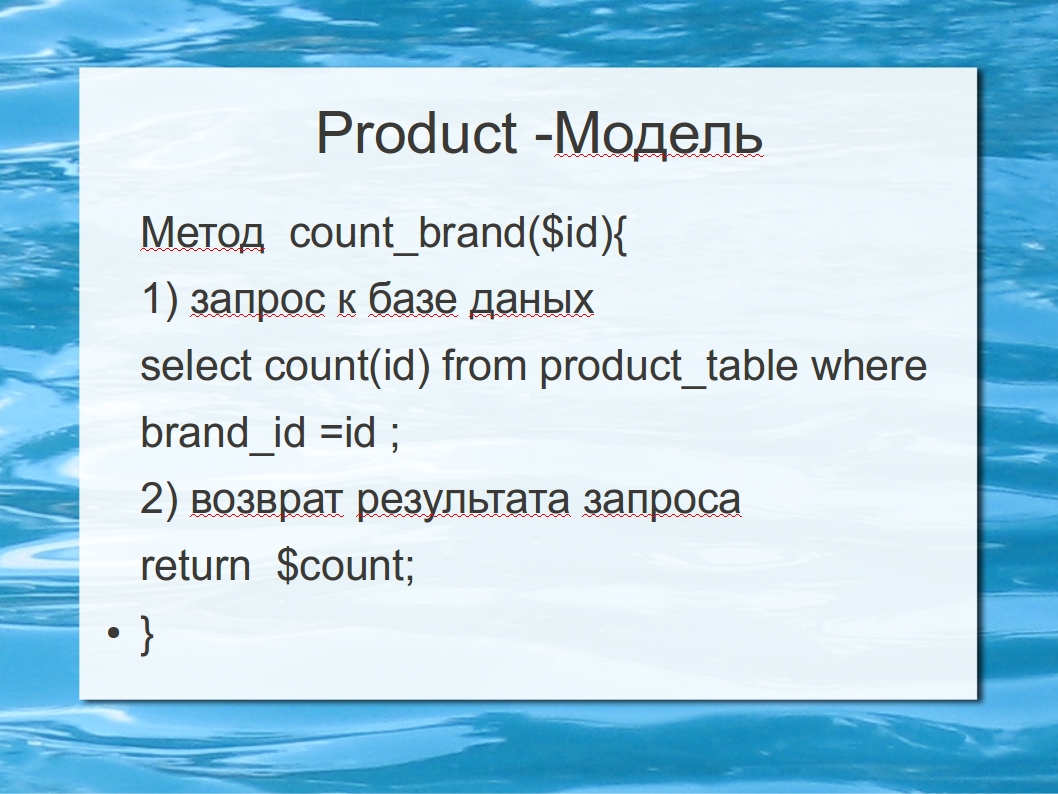 Product -Модель
Метод  count_brand($id){
1) запрос к базе даных
select count(id) from product_table where
brand_id =id ;
2) возврат результата запроса
return  $count;
• }